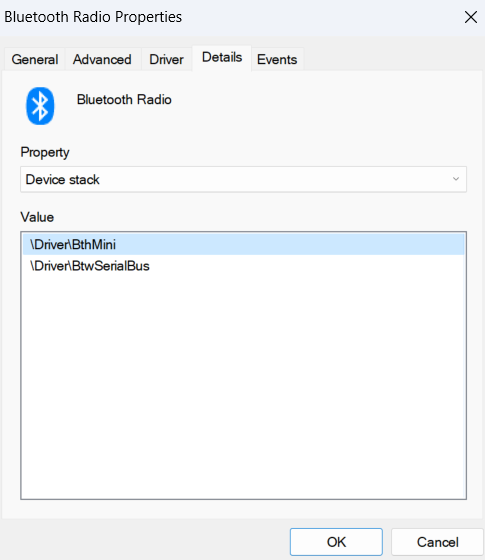 Bluetooth Radio Properties
General Advanced Driver Details Events
Bluetooth Radio
Property
Device stack
Value
\Driver\BthMini
\Driver\BtwSerialBus
OK Cancel